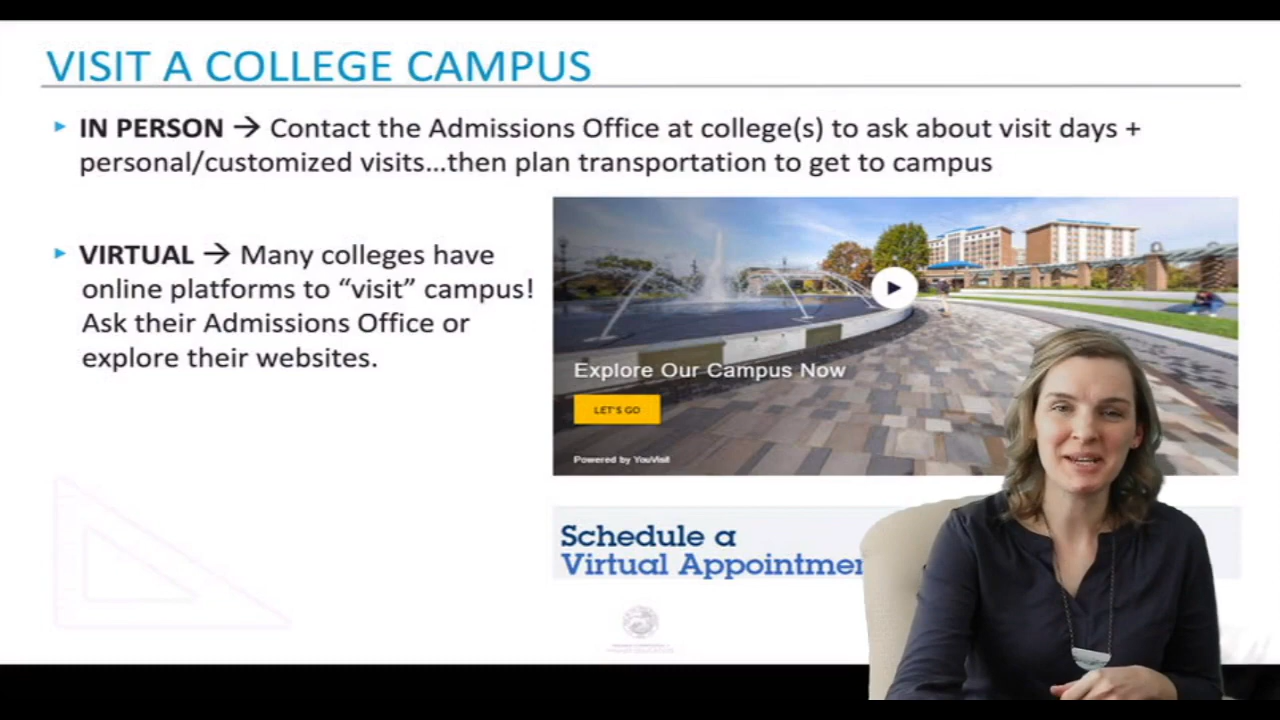 VISIT A COLLEGE CAMPUS
▸ IN PERSON → Contact the Admissions Office at college(s) to ask about visit days +
personal/customized visits...then plan transportation to get to campus
▸ VIRTUAL → Many colleges have
online platforms to “visit” campus!
Ask their Admissions Office or
explore their websites.
Explore Our Campus Now
LET'S GO
Powered by YouVisit
Schedule a
Virtual Appointmen